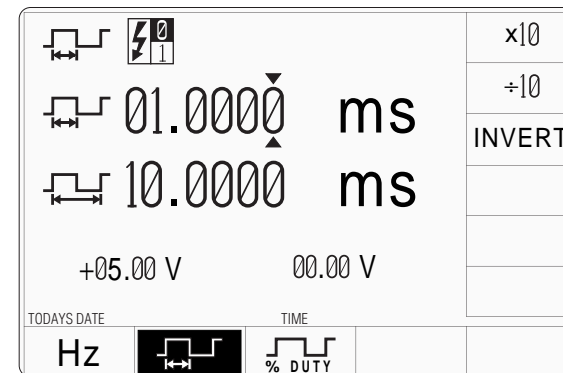 0
1
x10
÷10
01.0000 ms
INVERT
10.0000 ms
+05.00 V 00.00 V
TODAYS DATE TIME
Hz
% DUTY